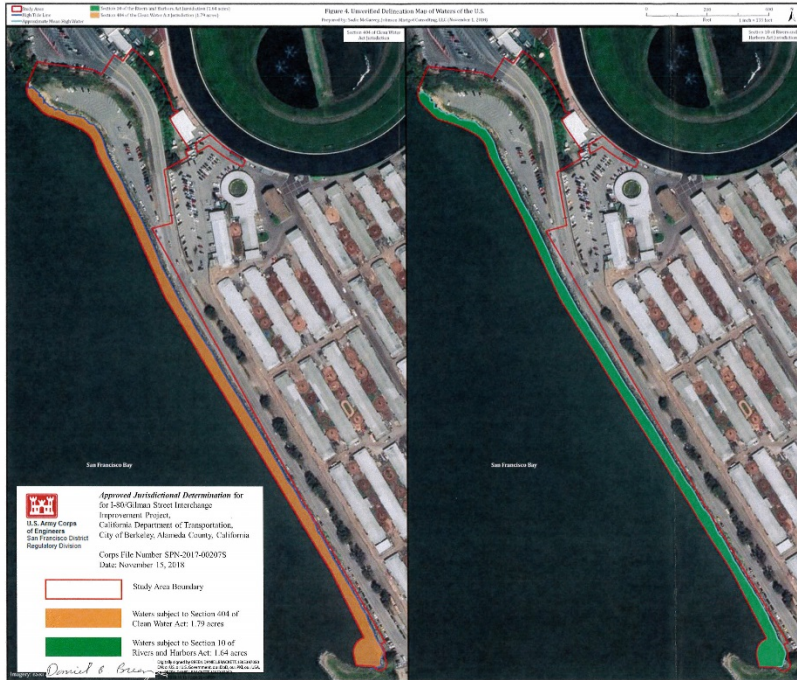 Study Area
High Tide Line
Approximate Mean High Water
Section 10 of the Rivers and Harbors Act Jurisdiction (1.64 acres)
Section 404 of the Clean Water Act Jurisdiction (1.79 acres)
Figure 4. Unverified Delineation Map of Waters of the U.S.
0 200 400
Feet
Section 404 of Clean Water
Act Jurisdiction
Section 10 of Rivers and
Harbors Act Jurisdiction
San Francisco Bay
San Francisco Bay
U.S. Army Corps
of Engineers
San Francisco District
Regulatory Division
Approved Jurisdictional Determination for
for I-80/Gilman Street Interchange
Improvement Project,
California Department of Transportation,
City of Berkeley, Alameda County, California
Corps File Number SPN-2017-00207S
Date: November 15, 2018
Study Area Boundary
Waters subject to Section 404 of
Clean Water Act: 1.79 acres
Waters subject to Section 10 of
Rivers and Harbors Act: 1.64 acres